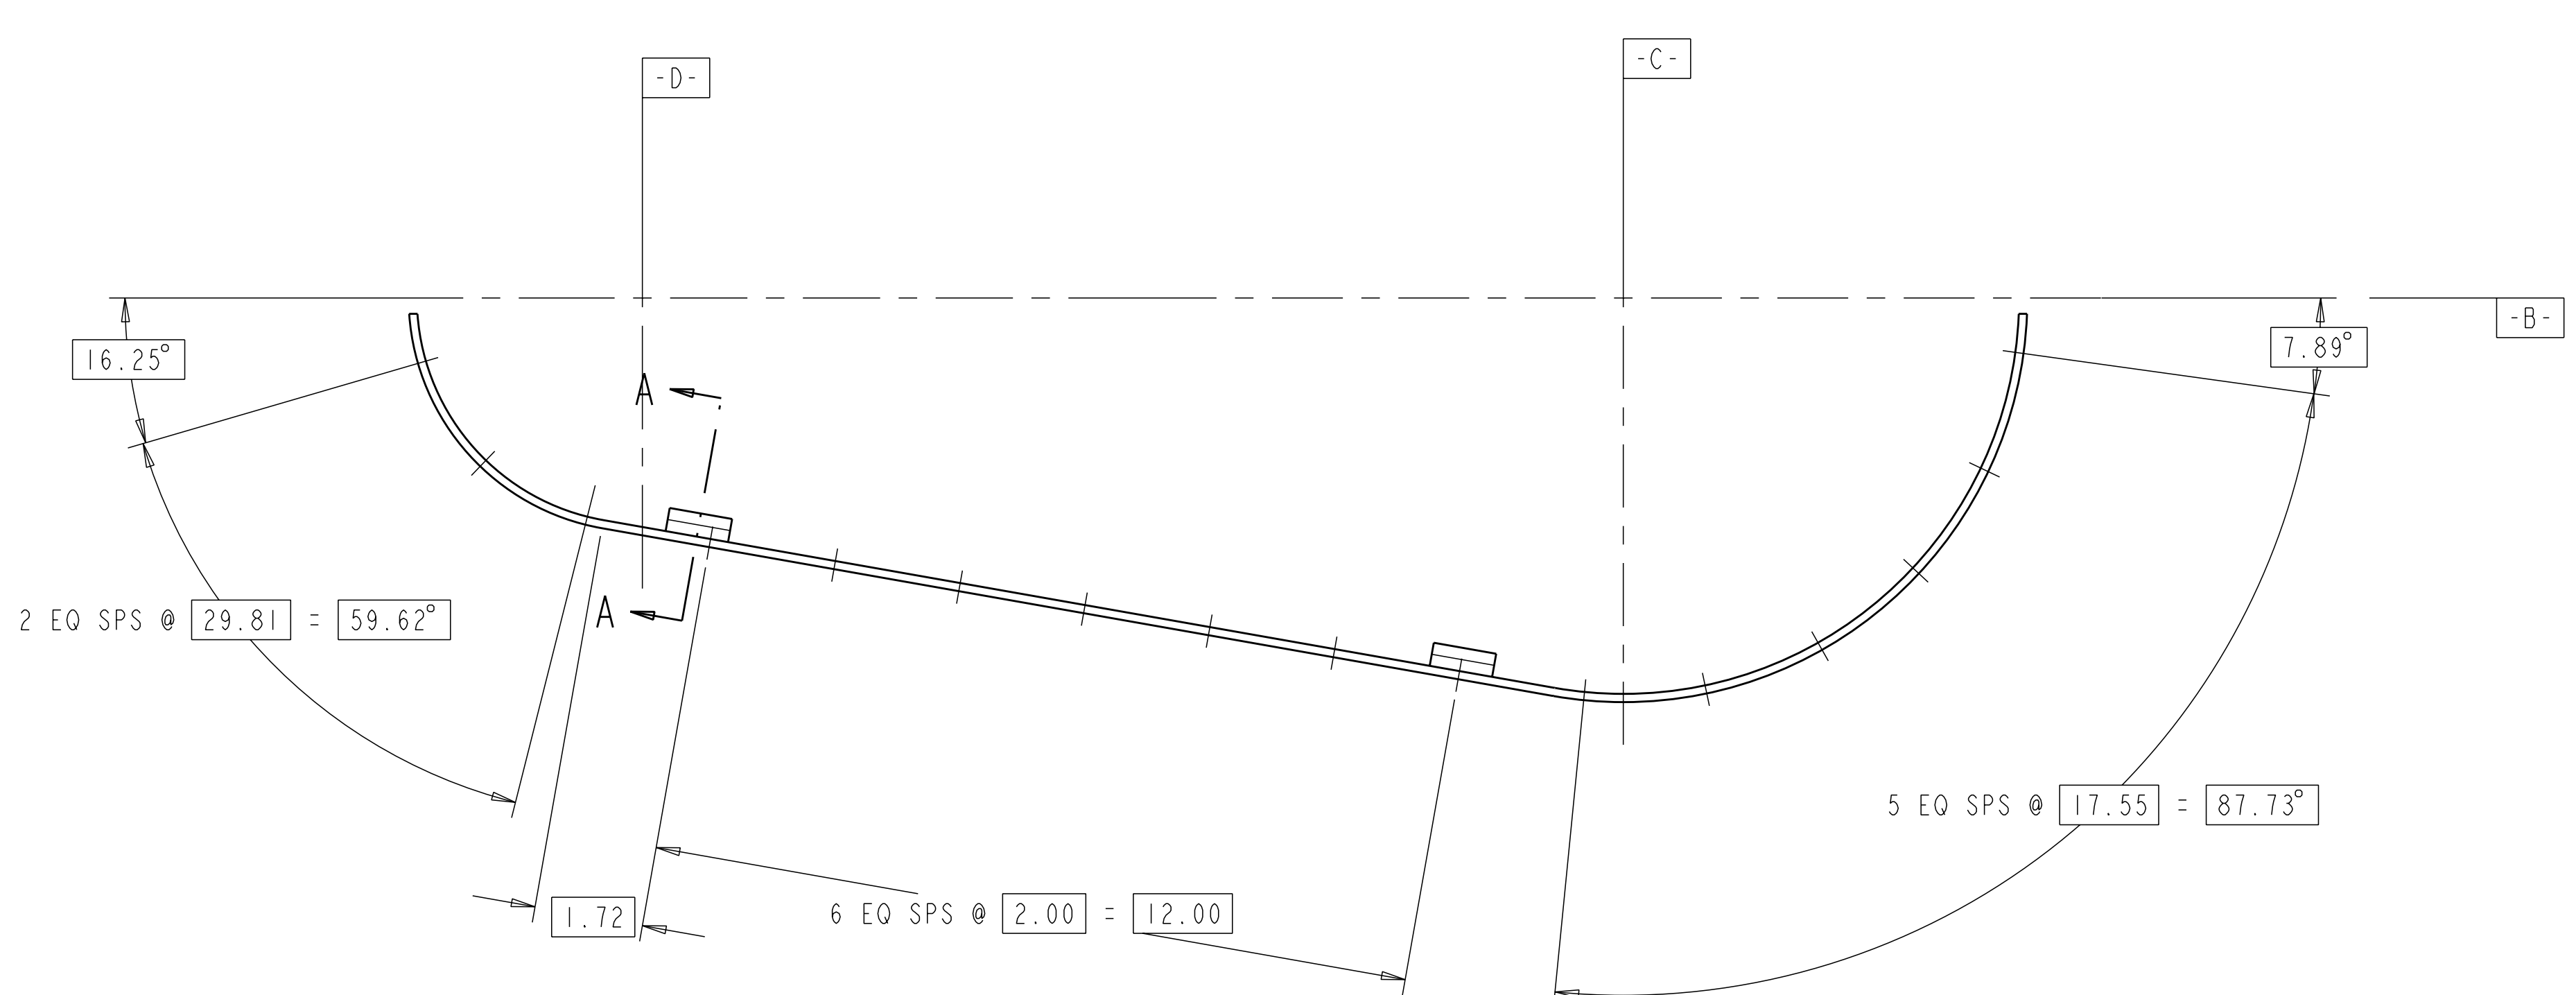 -C-
-D-
-B-
16.25°
7.89°
A
A
2 EQ SPS @ 29.81 = 59.62°
5 EQ SPS @ 17.55 = 87.73°
1.72
6 EQ SPS @ 2.00 = 12.00